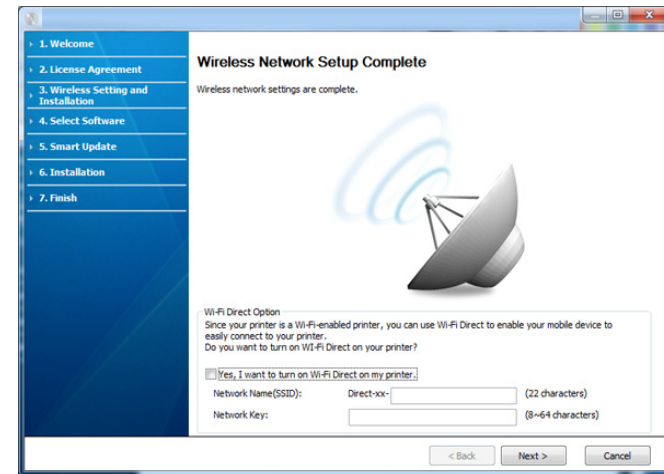 1. Welcome
2. License Agreement
3. Wireless Setting and
Installation
4. Select Software
5. Smart Update
6. Installation
7. Finish
Wireless Network Setup Complete
Wireless network settings are complete.
Wi-Fi Direct Option
Since your printer is a Wi-Fi-enabled printer, you can use Wi-Fi Direct to enable your mobile device to
easily connect to your printer.
Do you want to turn on WI-Fi Direct on your printer?
Yes, I want to turn on Wi-Fi Direct on my printer.
Network Name(SSID): Direct-xx- (22 characters)
Network Key: (8~64 characters)
< Back Next > Cancel